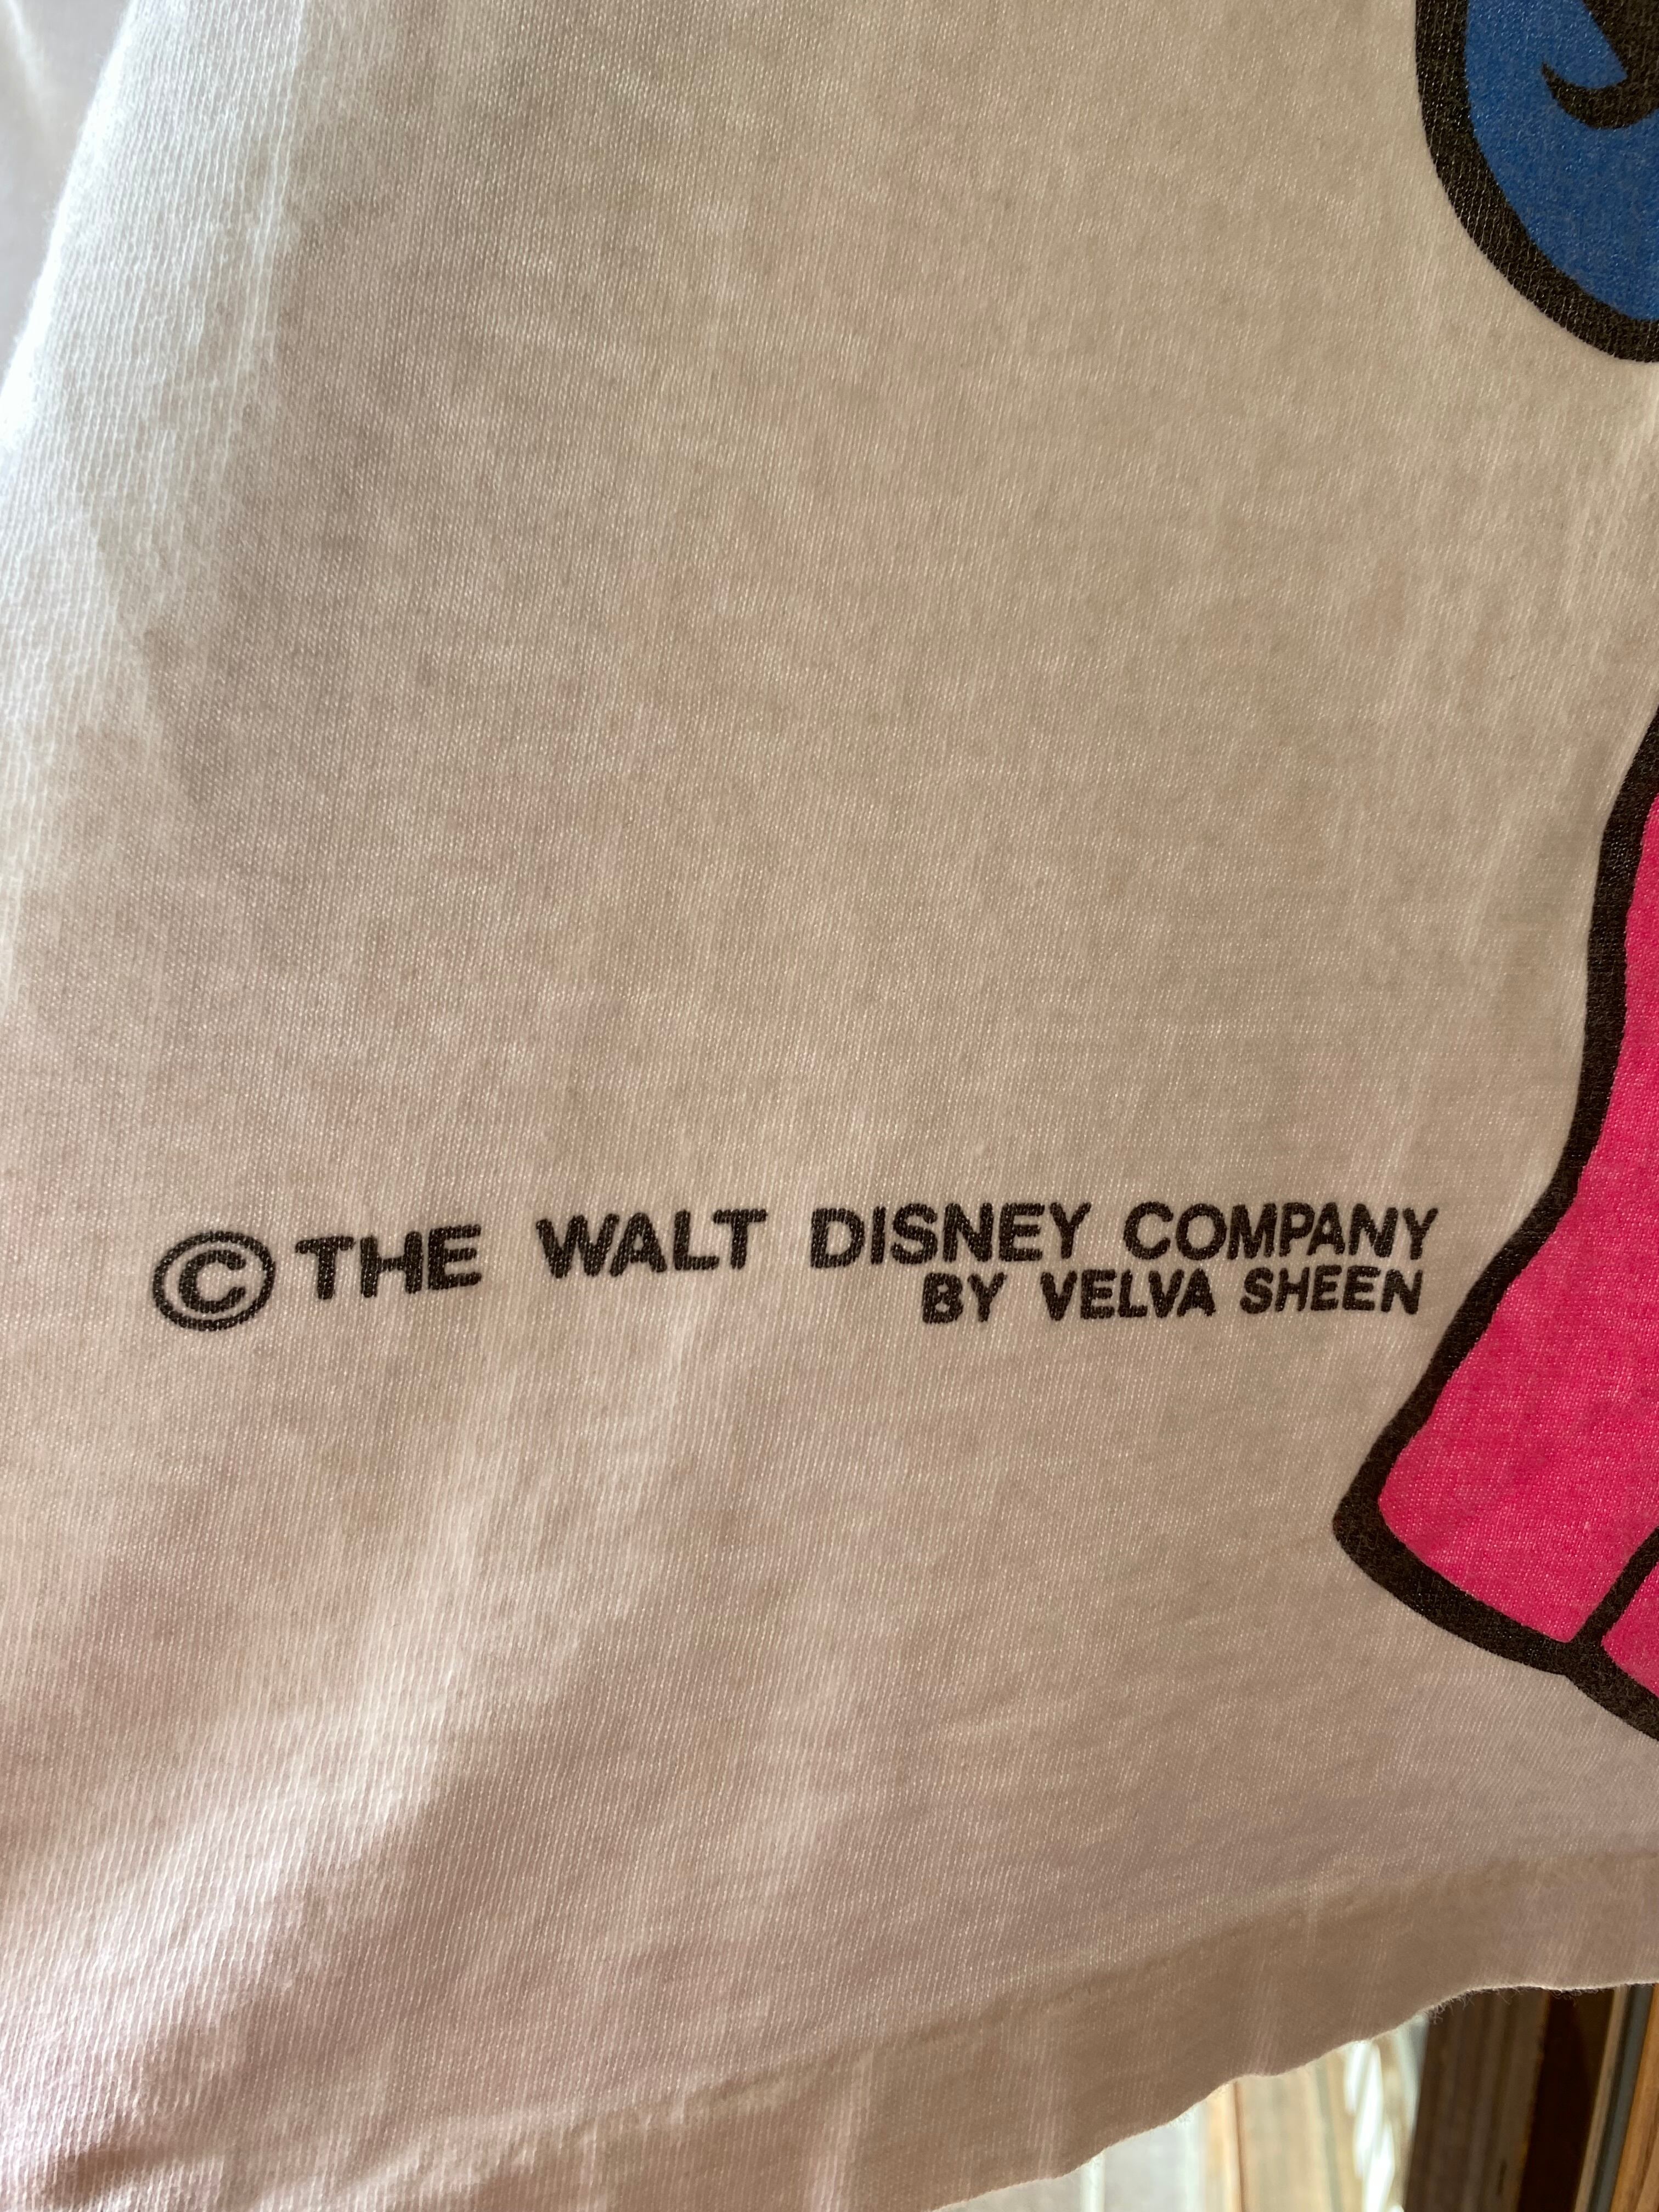 © THE WALT DISNEY COMPANY
BY VELVA SHEEN